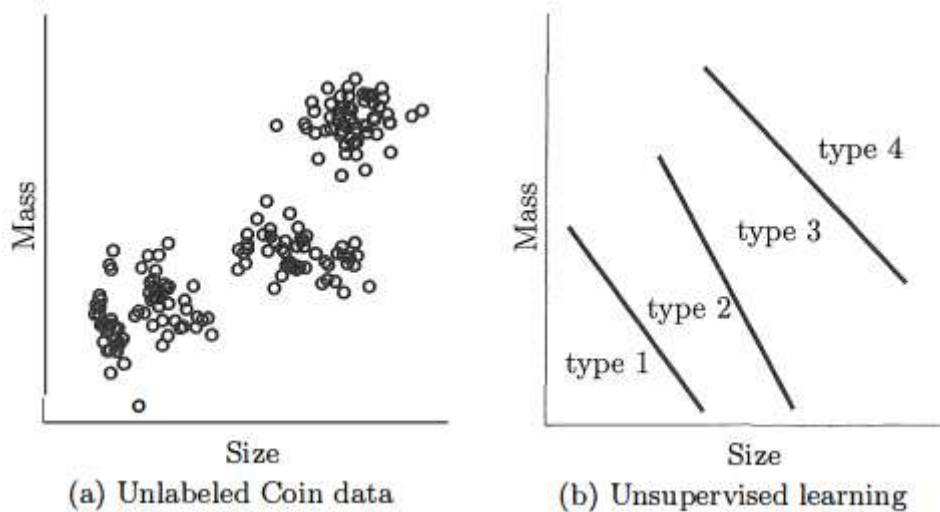 Mass
Size
(a) Unlabeled Coin data
Mass
type 4
type 3
type 2
type 1
Size
(b) Unsupervised learning